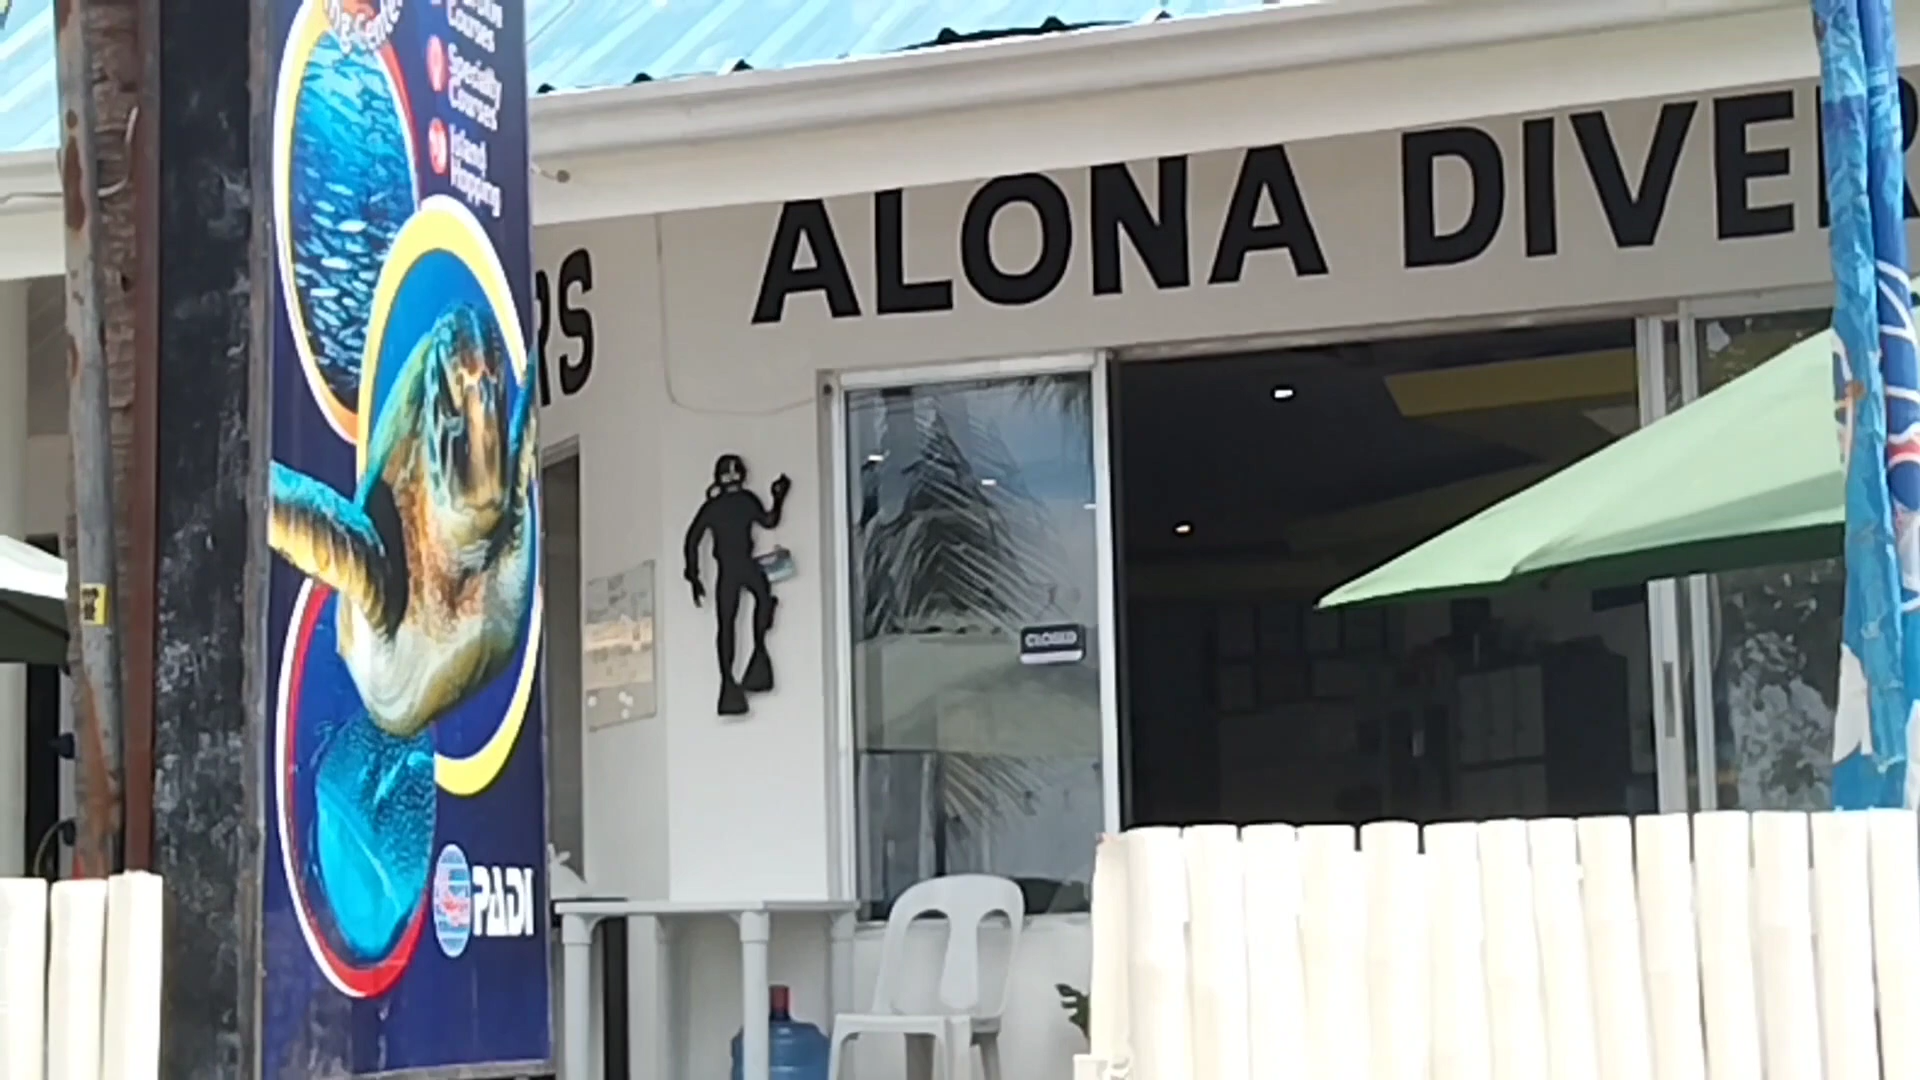 Courses
Specialty
Courses
Island
Hopping
RS
ALONA DIVER
CLOSED
PADI